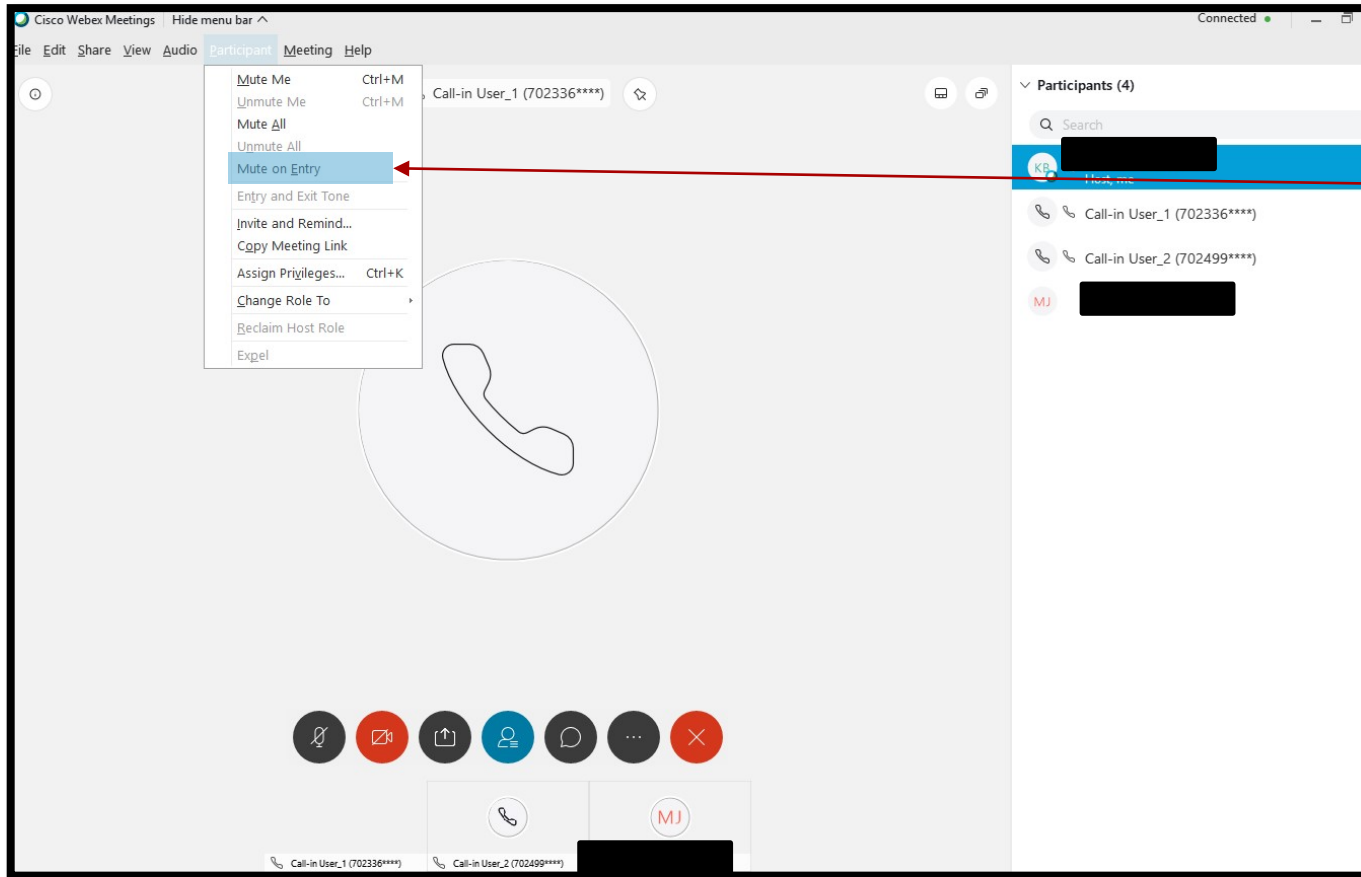 Cisco Webex Meetings Hide menu bar
Connected
File Edit Share View Audio Participant Meeting Help
Mute Me Ctrl+M
Unmute Me Ctrl+M
Mute All
Unmute All
Mute on Entry
Entry and Exit Tone
Invite and Remind...
Copy Meeting Link
Assign Privileges... Ctrl+K
Change Role To
Reclaim Host Role
Expel
Call-in User_1 (702336****)
Participants (4)
Search
KB
Host, me
Call-in User_1 (702336****)
Call-in User_2 (702499****)
MJ
MJ
Call-in User_1 (702336****)
Call-in User_2 (702499****)